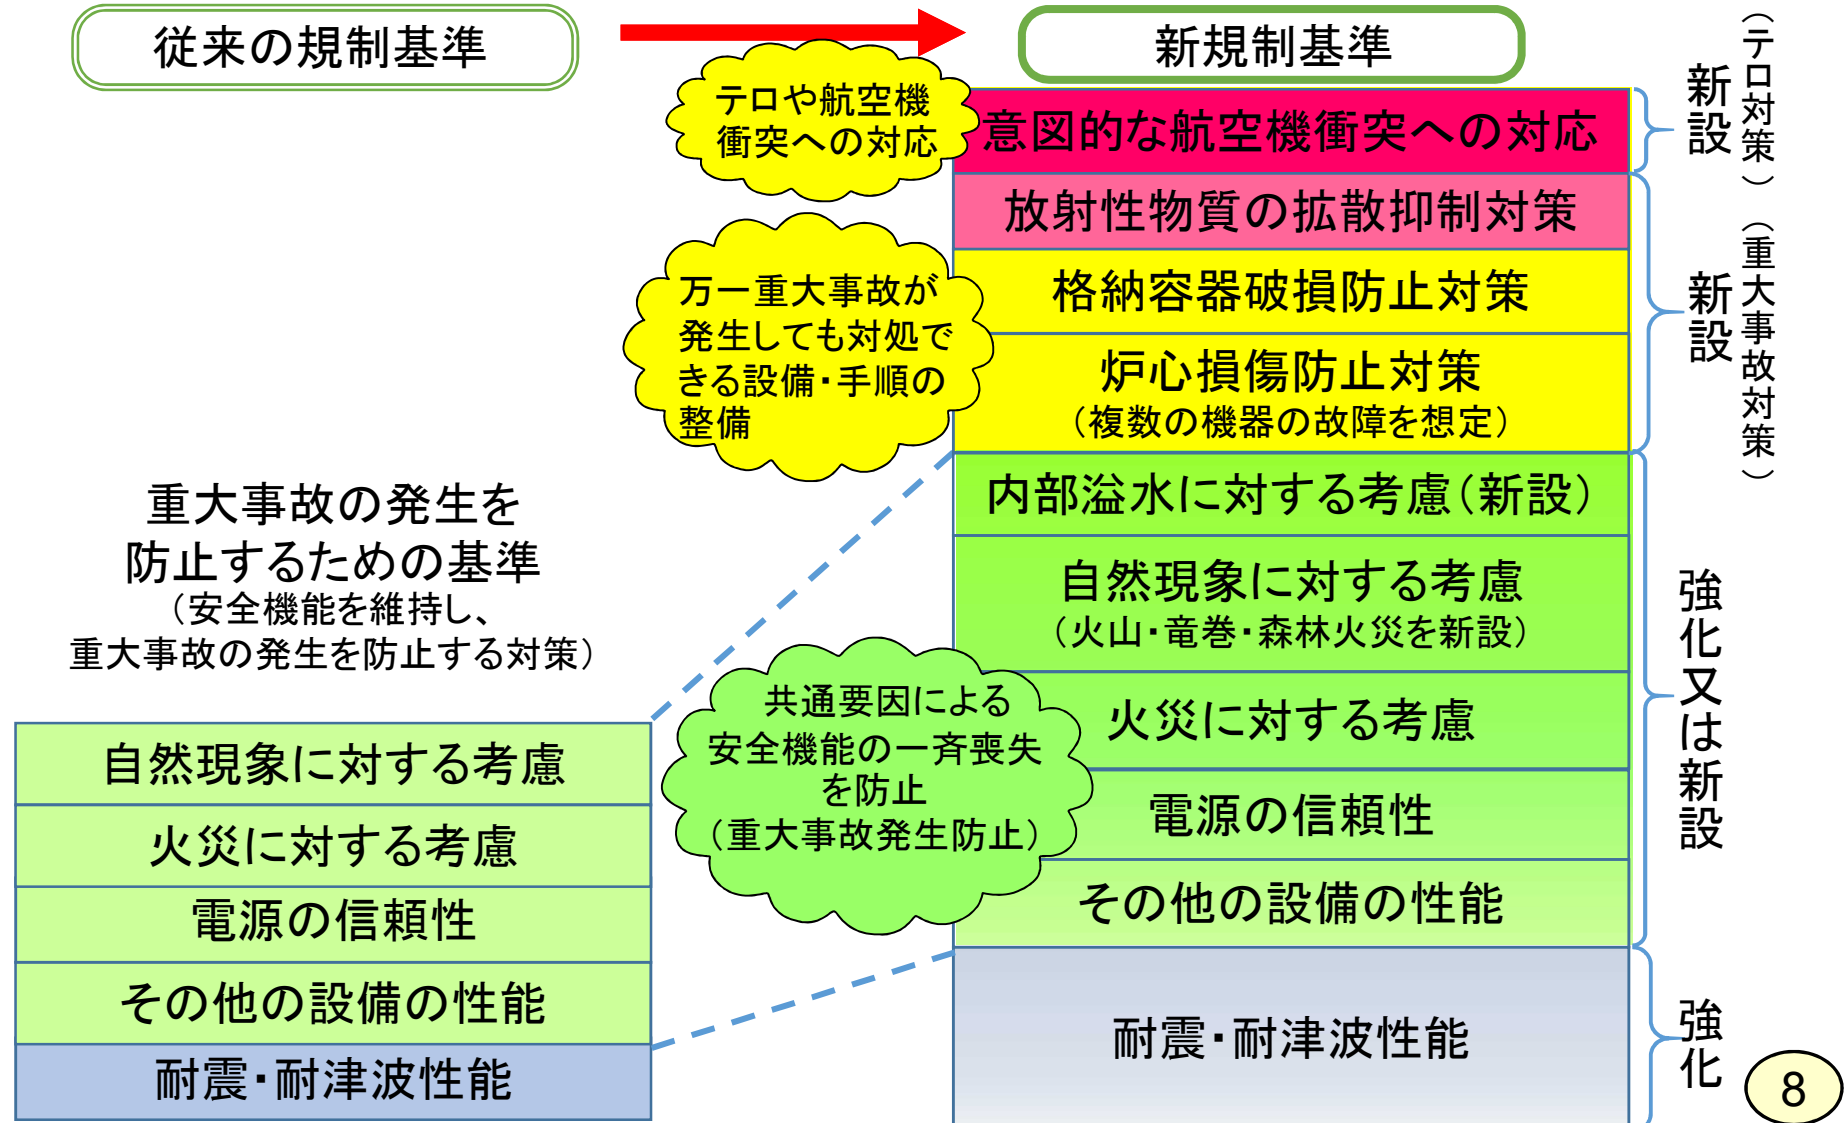 従来の規制基準
新規制基準
テロや航空機
衝突への対応
意図的な航空機衝突への対応
新設
（テロ対策）
放射性物質の拡散抑制対策
万一重大事故が
発生しても対処で
きる設備・手順の
整備
格納容器破損防止対策
炉心損傷防止対策
（複数の機器の故障を想定）
新設
（重大事故対策）
重大事故の発生を
防止するための基準
（安全機能を維持し、
重大事故の発生を防止する対策）
内部溢水に対する考慮（新設）
自然現象に対する考慮
（火山・竜巻・森林火災を新設）
共通要因による
安全機能の一斉喪失
を防止
（重大事故発生防止）
火災に対する考慮
電源の信頼性
その他の設備の性能
強化又は新設
自然現象に対する考慮
火災に対する考慮
電源の信頼性
その他の設備の性能
耐震・耐津波性能
耐震・耐津波性能
強化
8